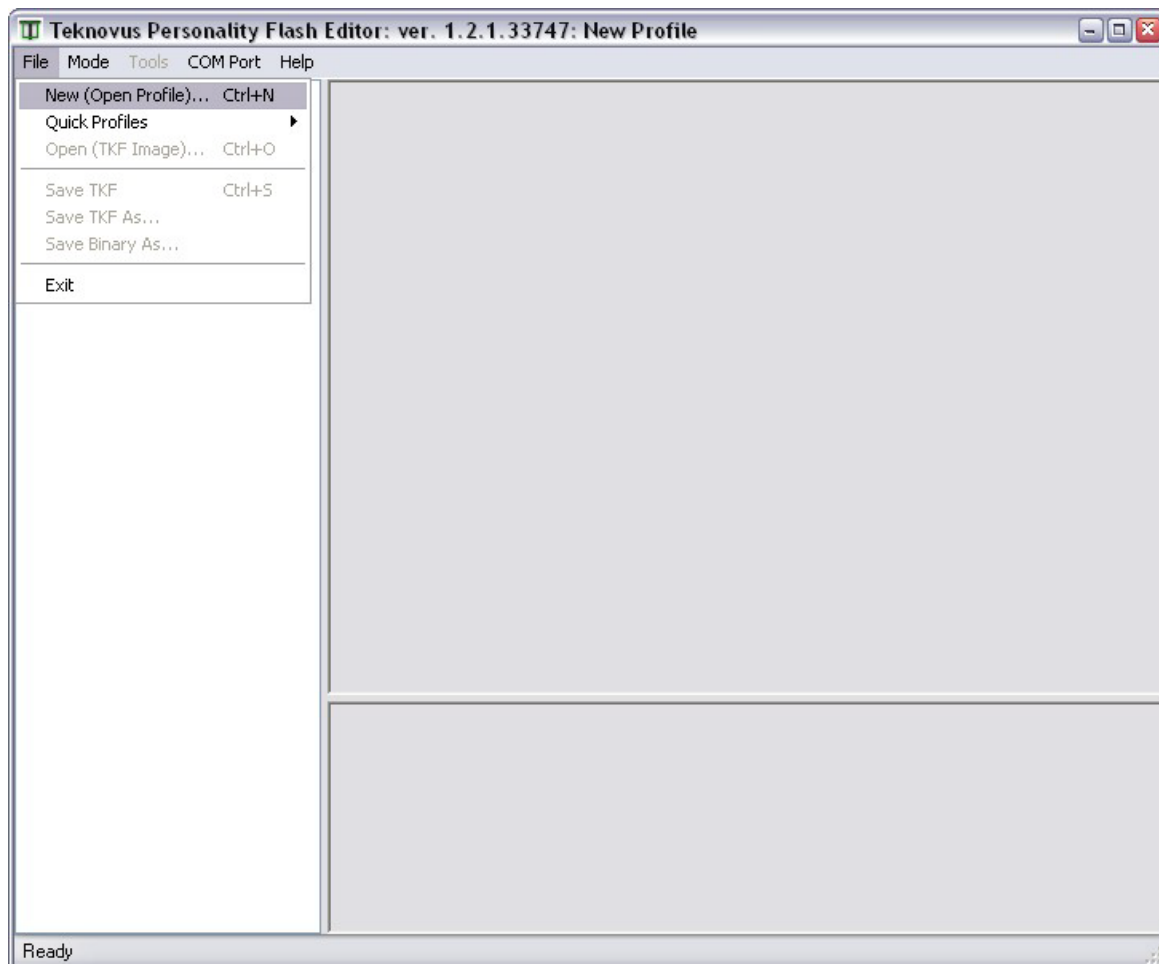 Teknovus Personality Flash Editor: ver. 1.2.1.33747: New Profile
File Mode Tools COM Port Help
New (Open Profile)... Ctrl+N
Quick Profiles
Open (TKF Image)... Ctrl+O
Save TKF Ctrl+S
Save TKF As...
Save Binary As...
Exit
Ready